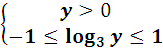 y > 0
−1 ≤ log₃ y ≤ 1